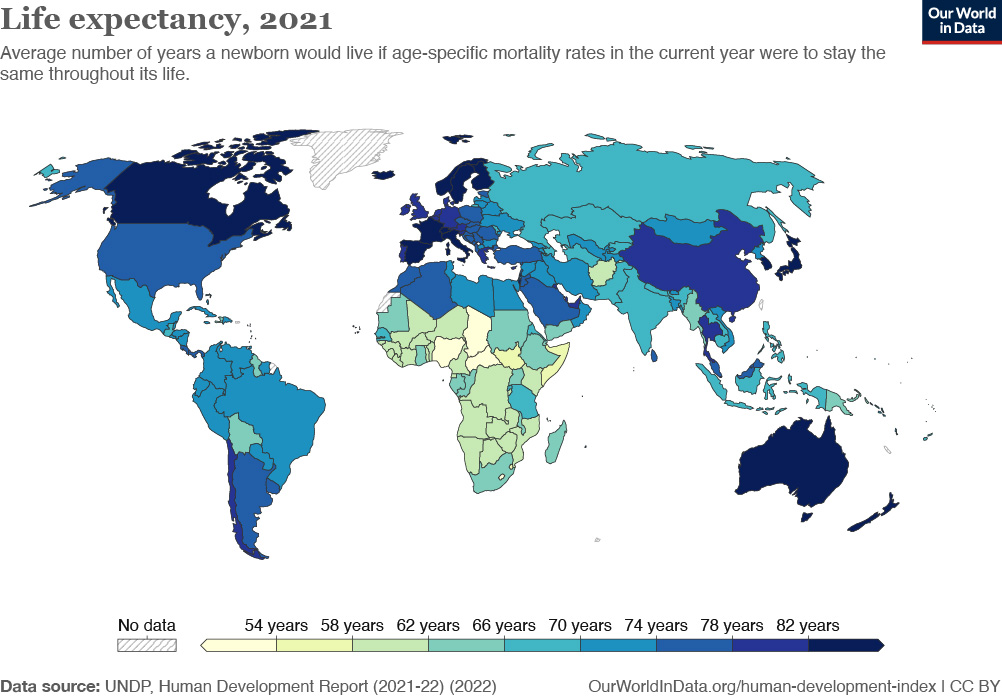 Life expectancy, 2021
Our World
in Data
Average number of years a newborn would live if age-specific mortality rates in the current year were to stay the
same throughout its life.
No data
54 years
58 years
62 years
66 years
70 years
74 years
78 years
82 years
Data source: UNDP, Human Development Report (2021-22) (2022)
OurWorldInData.org/human-development-index | CC BY